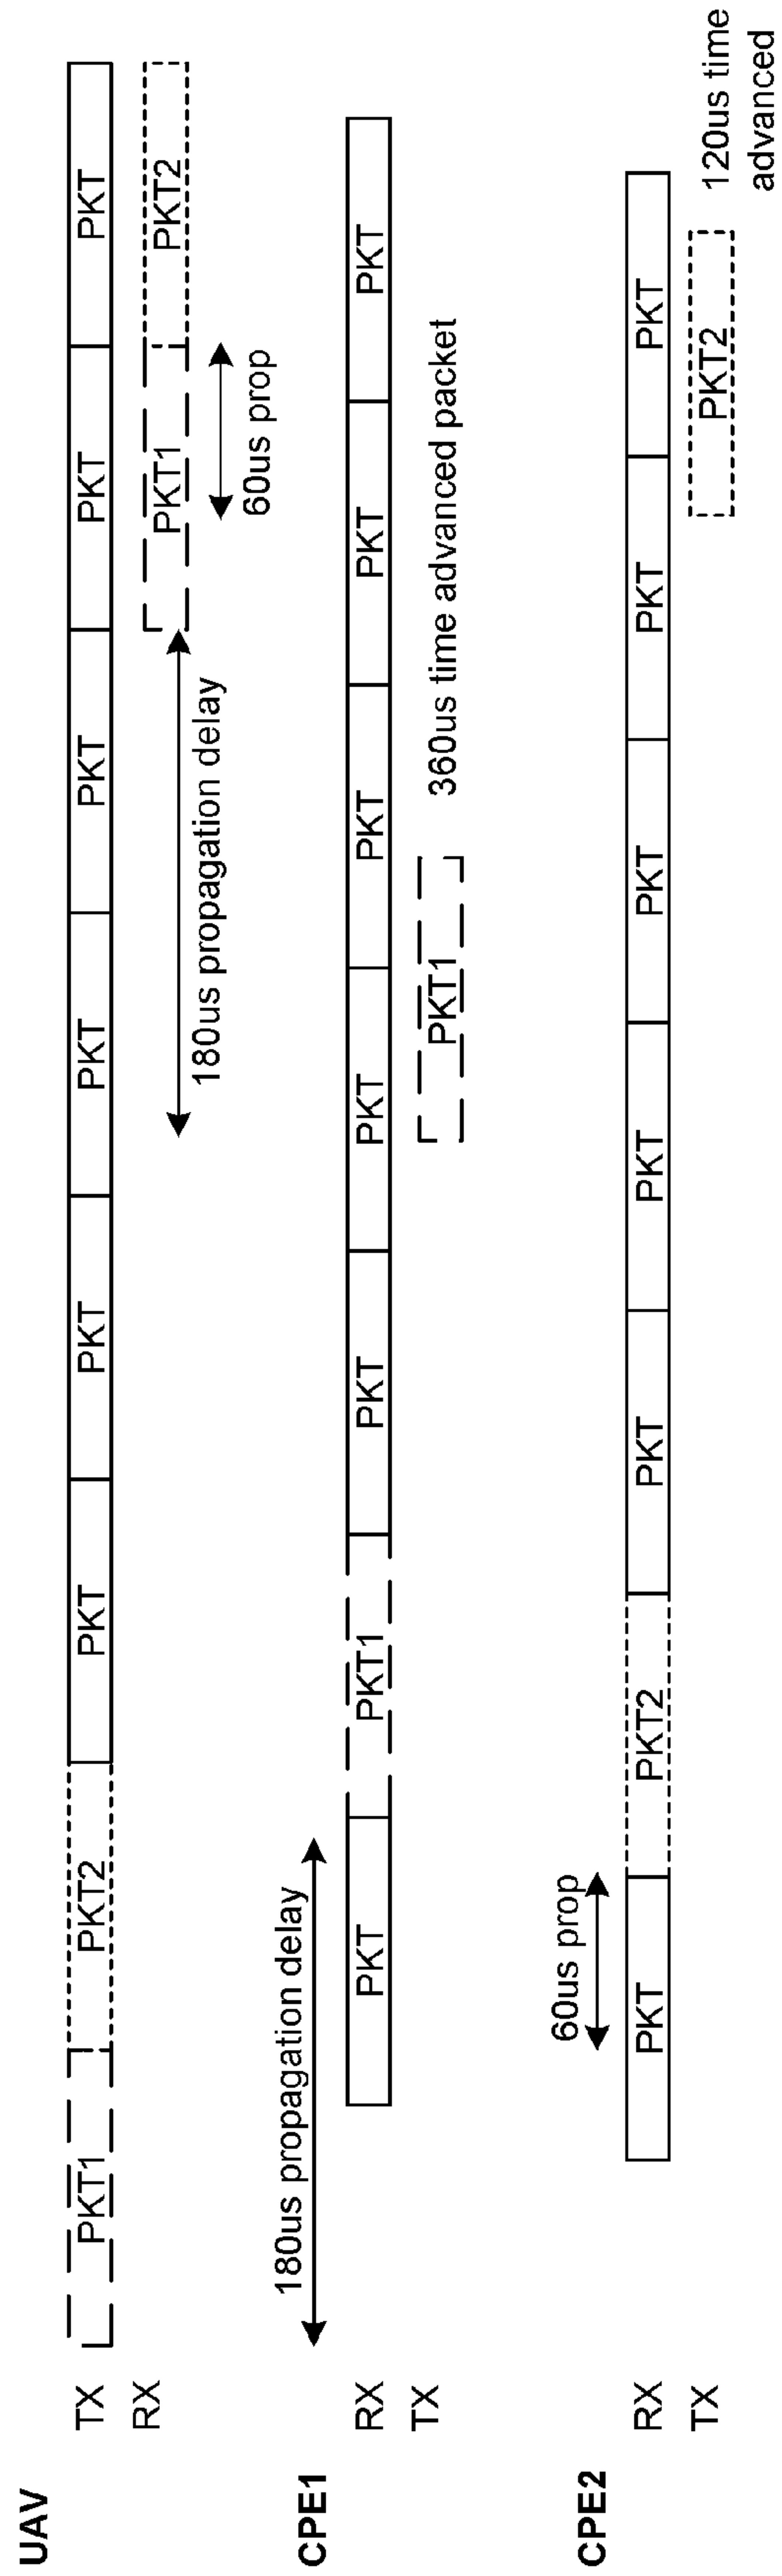 UAV
TX PKT1 PKT2 PKT PKT PKT PKT PKT PKT
RX PKT1 PKT2
180us propagation delay
60us prop
CPE1
180us propagation delay
RX PKT PKT1 PKT PKT PKT PKT PKT
TX PKT1 360us time advanced packet
CPE2
60us prop
RX PKT PKT2 PKT PKT PKT PKT PKT
TX PKT2 120us time
advanced